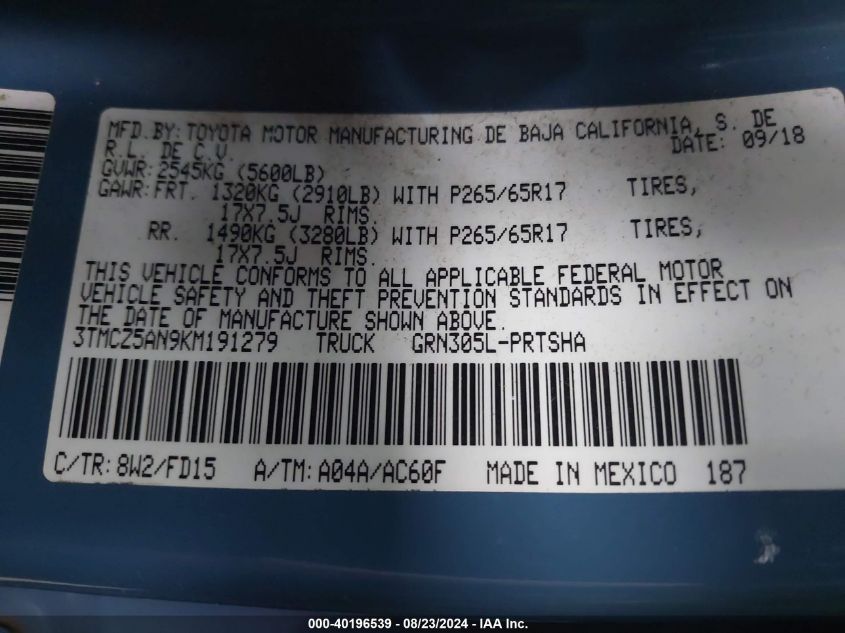 MFD.BY:TOYOTA MOTOR MANUFACTURING DE BAJA CALIFORNIA, S. DE
R.L. DE C.V. DATE: 09/18
GVWR:2545KG (5600LB)
GAWR:FRT. 1320KG (2910LB) WITH P265/65R17 TIRES,
17X7.5J RIMS.
RR. 1490KG (3280LB) WITH P265/65R17 TIRES,
17X7.5J RIMS.
THIS VEHICLE CONFORMS TO ALL APPLICABLE FEDERAL MOTOR
VEHICLE SAFETY AND THEFT PREVENTION STANDARDS IN EFFECT ON
THE DATE OF MANUFACTURE SHOWN ABOVE.
3TMCZ5AN9KM191279 TRUCK GRN305L-PRTSHA
C/TR:8W2/FD15 A/TM:A04A/AC60F MADE IN MEXICO 187
000-40196539 - 08/23/2024 - IAA Inc.